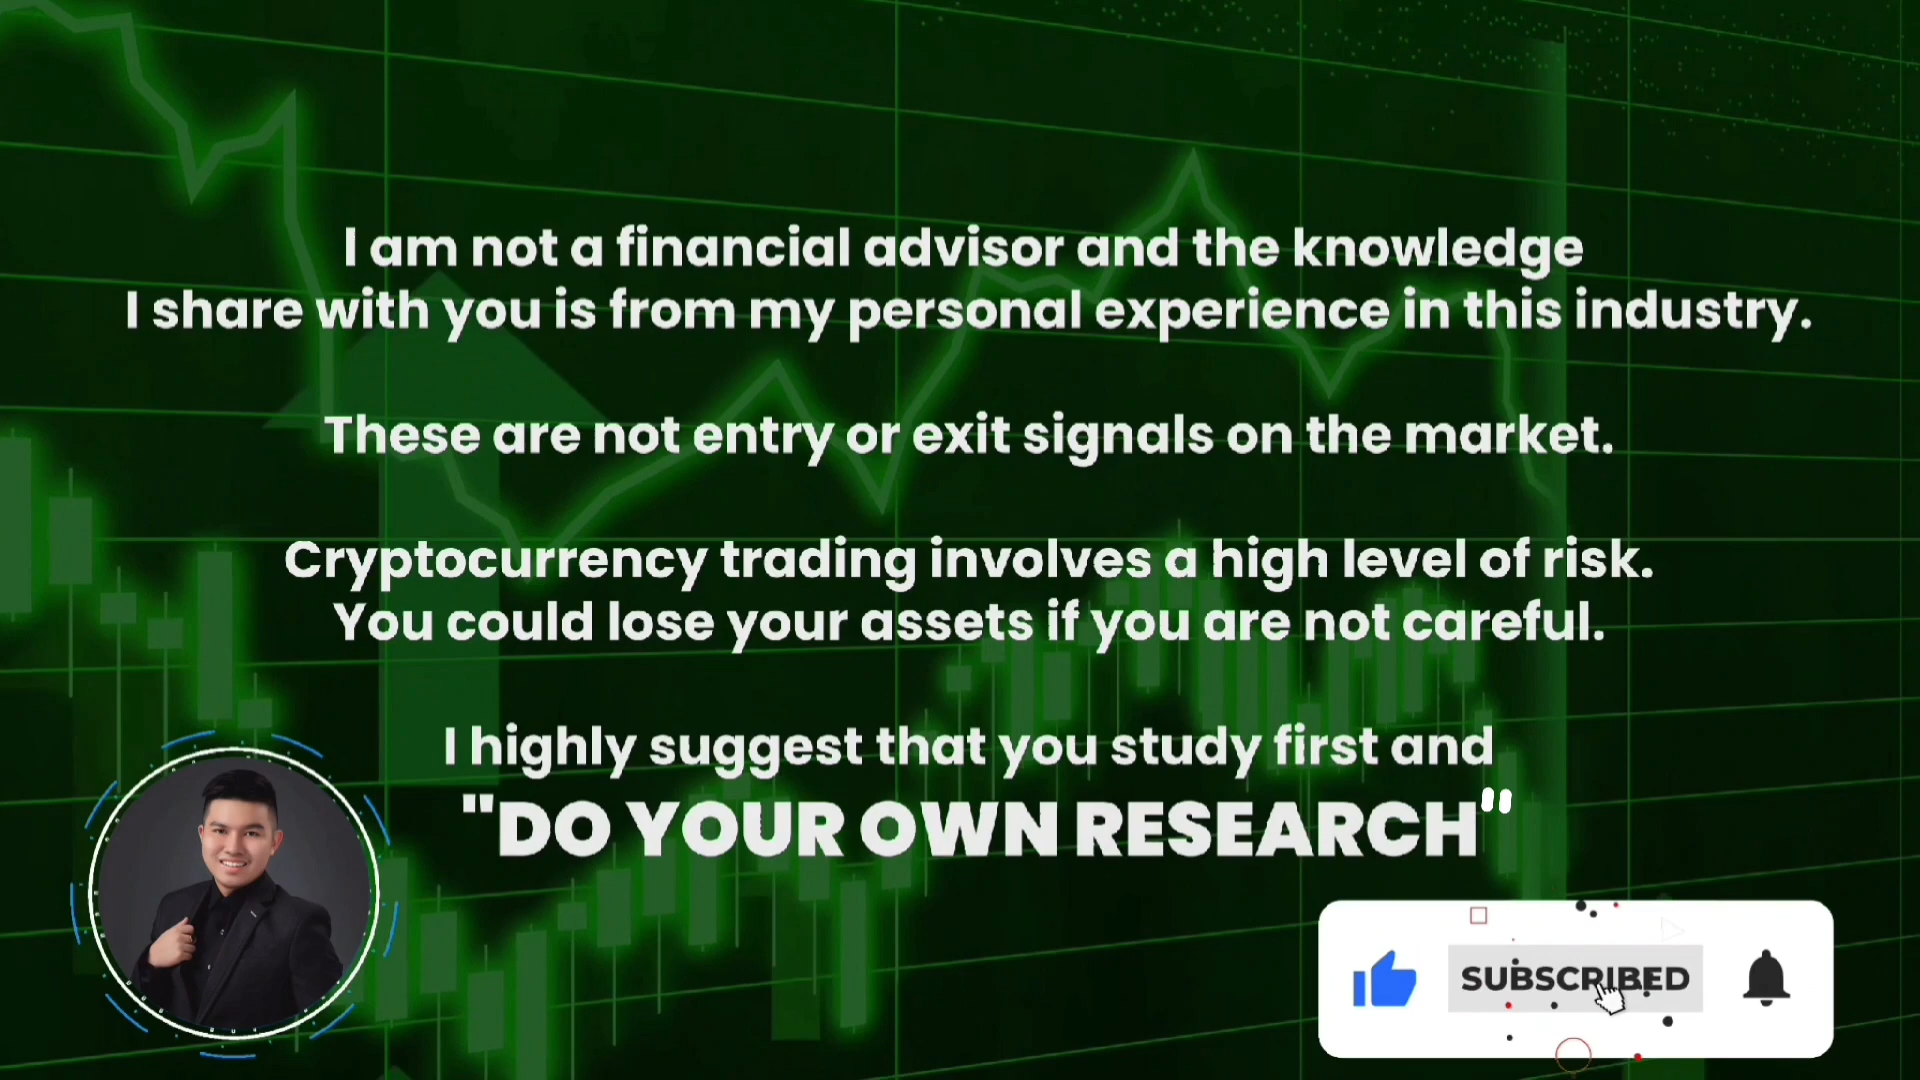 I am not a financial advisor and the knowledge
I share with you is from my personal experience in this industry.
These are not entry or exit signals on the market.
Cryptocurrency trading involves a high level of risk.
You could lose your assets if you are not careful.
I highly suggest that you study first and
"DO YOUR OWN RESEARCH"
SUBSCRIBED